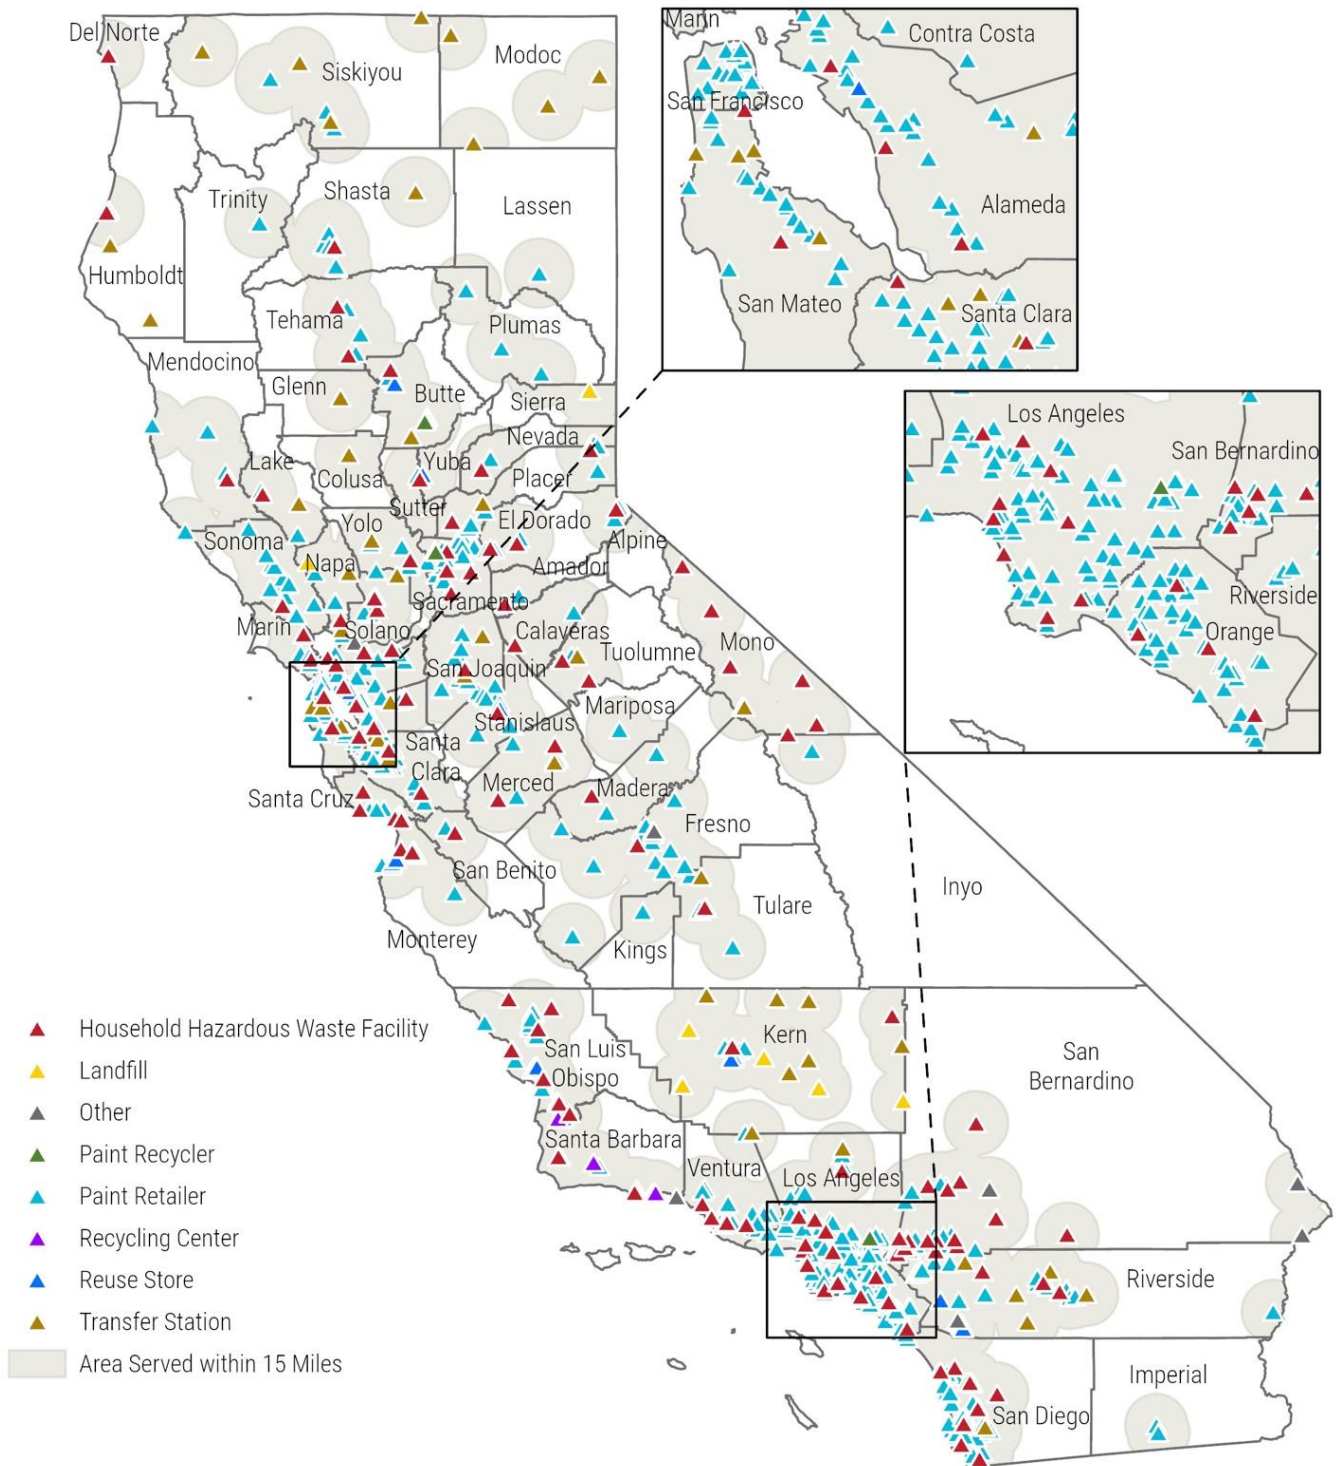 Del Norte
Siskiyou
Modoc
Trinity
Shasta
Lassen
Humboldt
Tehama
Plumas
Mendocino
Glenn
Butte
Sierra
Nevada
Lake
Colusa
Yuba
Placer
Sutter
Yolo
El Dorado
Sonoma
Napa
Alpine
Amador
Sacramento
Marin
Solano
Calaveras
Mono
Tuolumne
San Joaquin
Mariposa
Stanislaus
Santa
Clara
Merced
Madera
Santa Cruz
Fresno
San Benito
Inyo
Tulare
Monterey
Kings
Kern
San Luis
Obispo
San
Bernardino
Santa Barbara
Ventura
Los Angeles
Riverside
Imperial
San Diego
Marin
Contra Costa
San Francisco
Alameda
San Mateo
Santa Clara
Los Angeles
San Bernardino
Riverside
Orange
Household Hazardous Waste Facility
Landfill
Other
Paint Recycler
Paint Retailer
Recycling Center
Reuse Store
Transfer Station
Area Served within 15 Miles